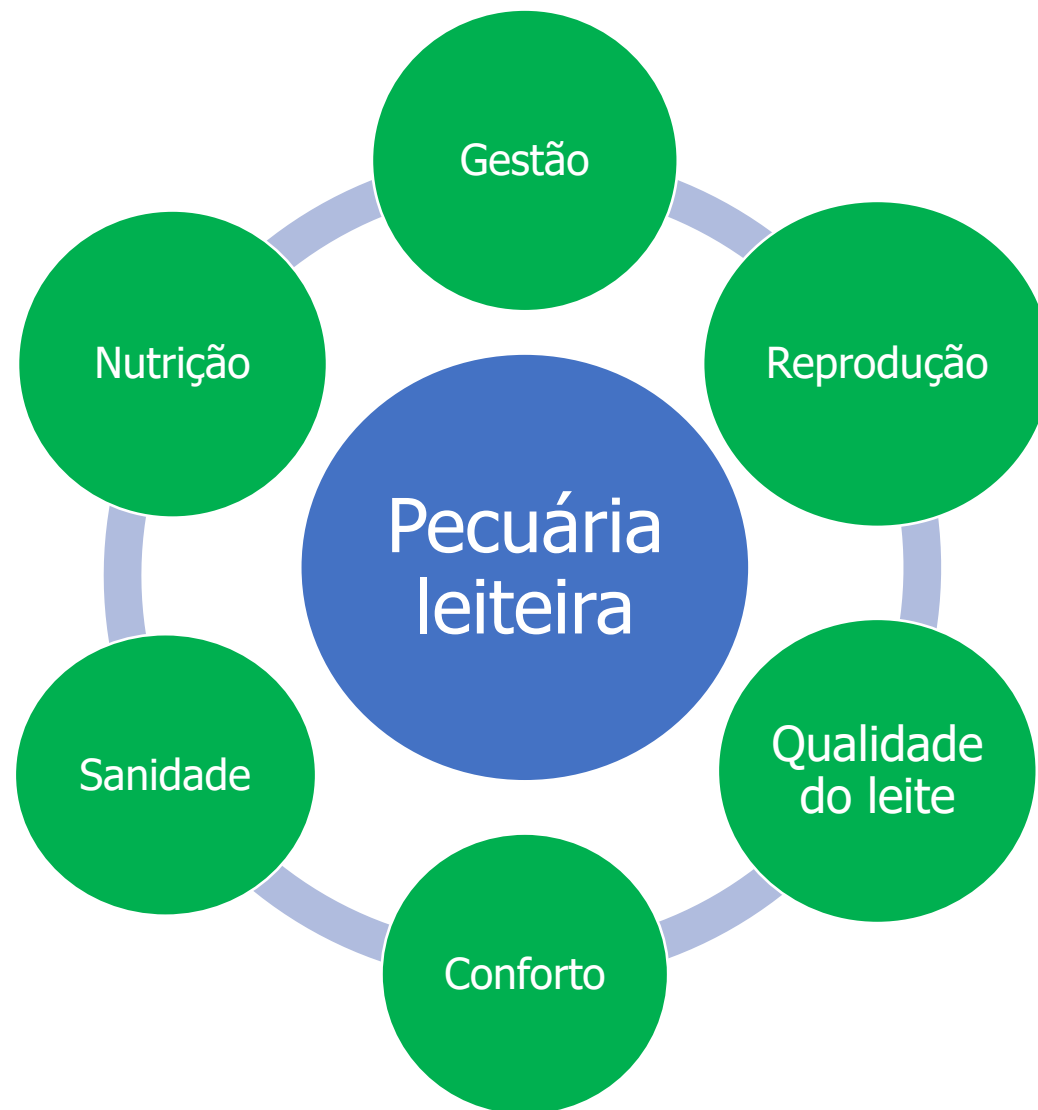 Gestão
Nutrição
Reprodução
Pecuária
leiteira
Qualidade
do leite
Sanidade
Conforto